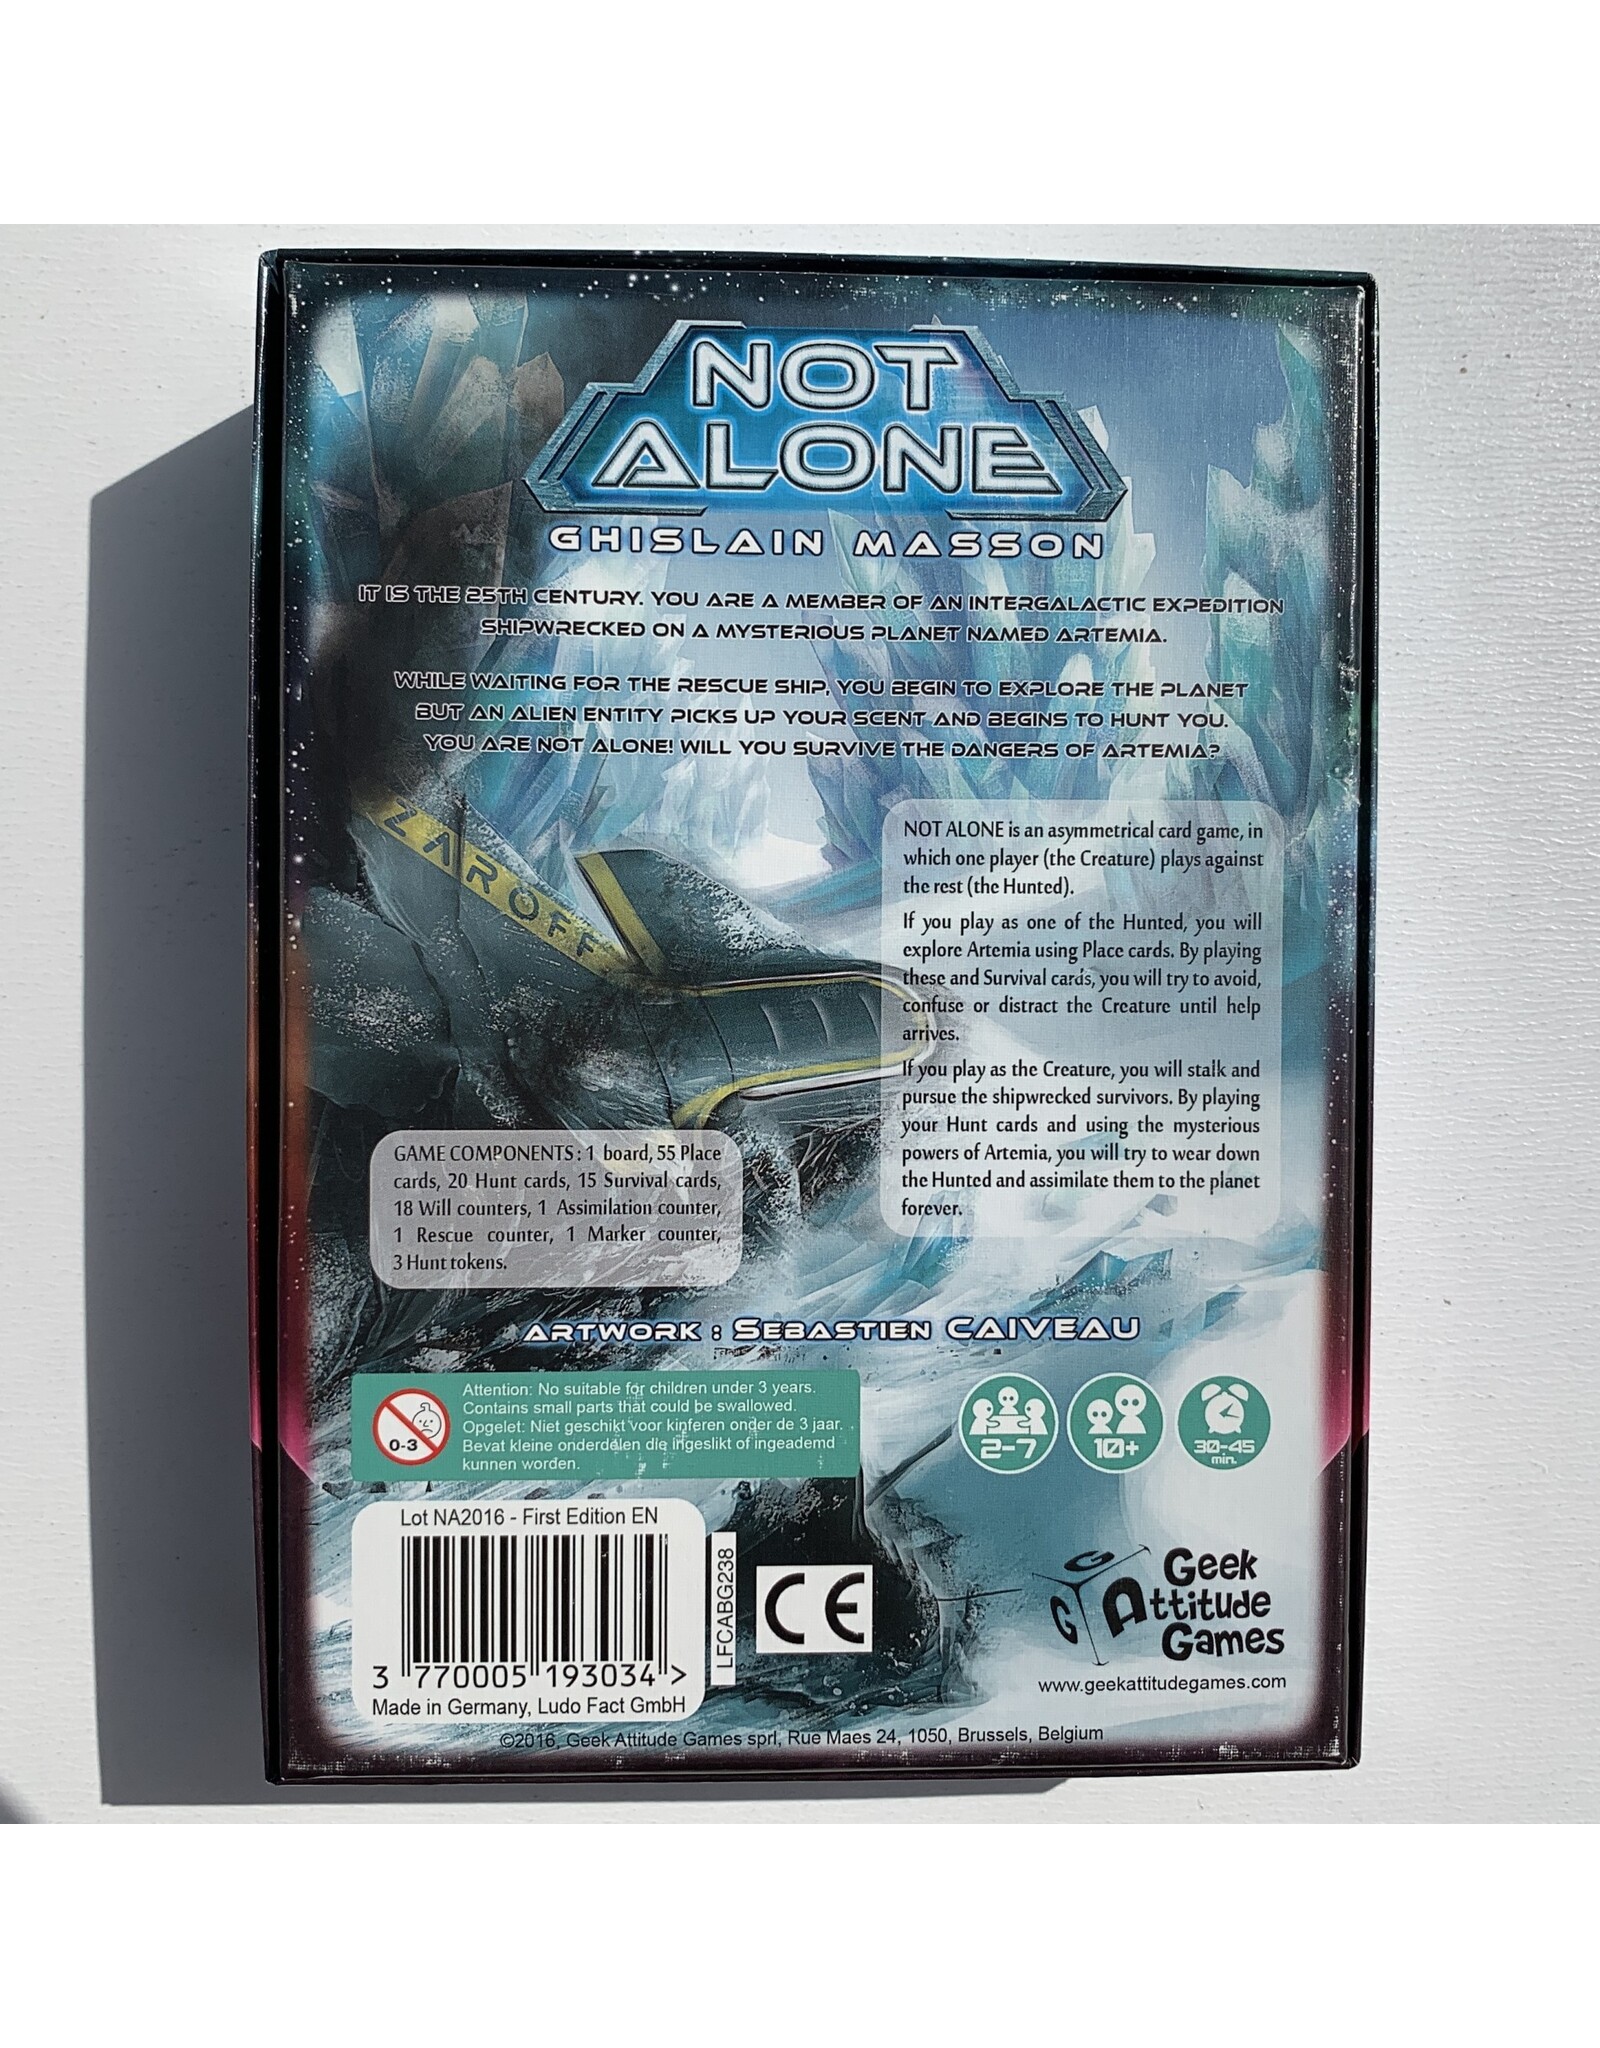 NOT
ALONE
GHISLAIN MASSON
IT IS THE 25TH CENTURY. YOU ARE A MEMBER OF AN INTERGALACTIC EXPEDITION
SHIPWRECKED ON A MYSTERIOUS PLANET NAMED ARTEMIA.
WHILE WAITING FOR THE RESCUE SHIP, YOU BEGIN TO EXPLORE THE PLANET
BUT AN ALIEN ENTITY PICKS UP YOUR SCENT AND BEGINS TO HUNT YOU.
YOU ARE NOT ALONE! WILL YOU SURVIVE THE DANGERS OF ARTEMIA?
ZAROFF
NOT ALONE is an asymmetrical card game, in
which one player (the Creature) plays against
the rest (the Hunted).
If you play as one of the Hunted, you will
explore Artemia using Place cards. By playing
these and Survival cards, you will try to avoid,
confuse or distract the Creature until help
arrives.
If you play as the Creature, you will stalk and
pursue the shipwrecked survivors. By playing
your Hunt cards and using the mysterious
powers of Artemia, you will try to wear down
the Hunted and assimilate them to the planet
forever.
GAME COMPONENTS : 1 board, 55 Place
cards, 20 Hunt cards, 15 Survival cards,
18 Will counters, 1 Assimilation counter,
1 Rescue counter, 1 Marker counter,
3 Hunt tokens.
ARTWORK : SEBASTIEN CAIVEAU
0-3
Attention: No suitable for children under 3 years.
Contains small parts that could be swallowed.
Opgelet: Niet geschikt voor kinferen onder de 3 jaar.
Bevat kleine onderdelen die ingeslikt of ingeademd
kunnen worden.
2-7
10+
30-45
min.
Lot NA2016 - First Edition EN
3 770005 193034 >
Made in Germany, Ludo Fact GmbH
LFCABG238
CE
G G A
Geek
Attitude
Games
www.geekattitudegames.com
©2016, Geek Attitude Games sprl, Rue Maes 24, 1050, Brussels, Belgium